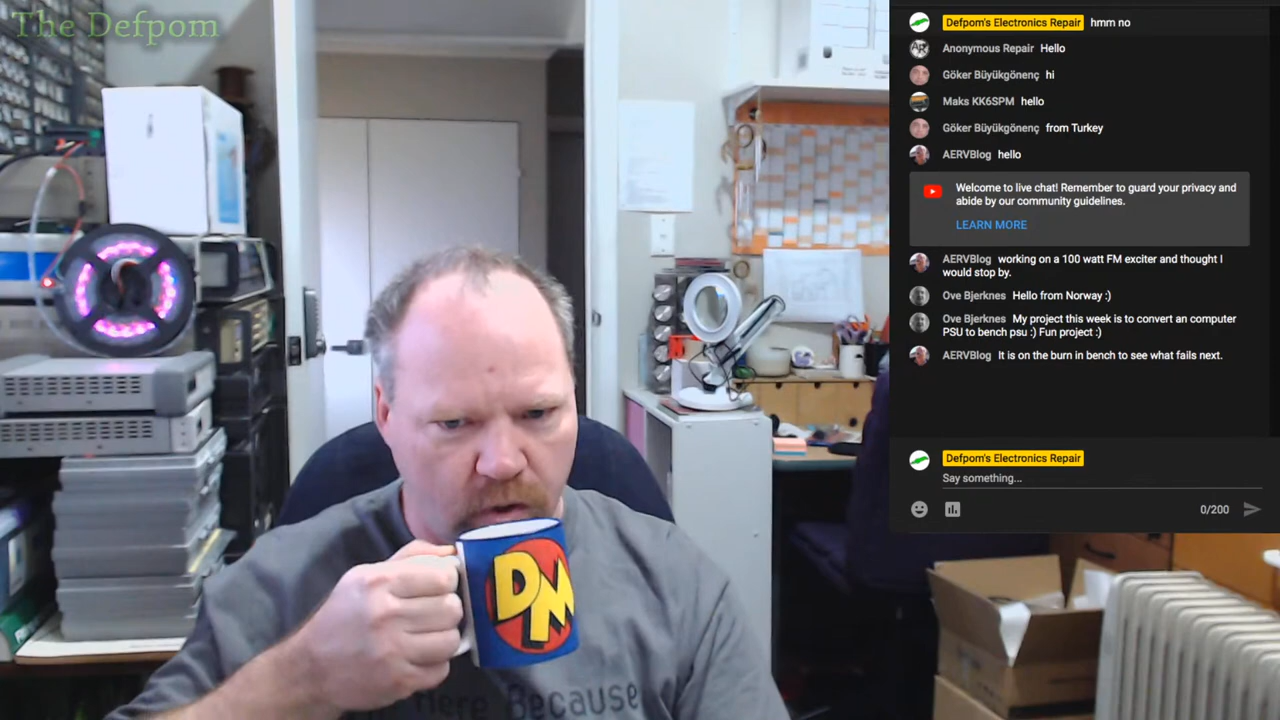 The Defpom
Defpom's Electronics Repair hmm no
Anonymous Repair Hello
Göker Büyükgönenç hi
Maks KK6SPM hello
Göker Büyükgönenç from Turkey
AERVBlog hello
Welcome to live chat! Remember to guard your privacy and
abide by our community guidelines.
LEARN MORE
AERVBlog working on a 100 watt FM exciter and thought I
would stop by.
Ove Bjerknes Hello from Norway :)
Ove Bjerknes My project this week is to convert an computer
PSU to bench psu :) Fun project :)
AERVBlog It is on the burn in bench to see what fails next.
Defpom's Electronics Repair
Say something...
0/200
DM
Here Because